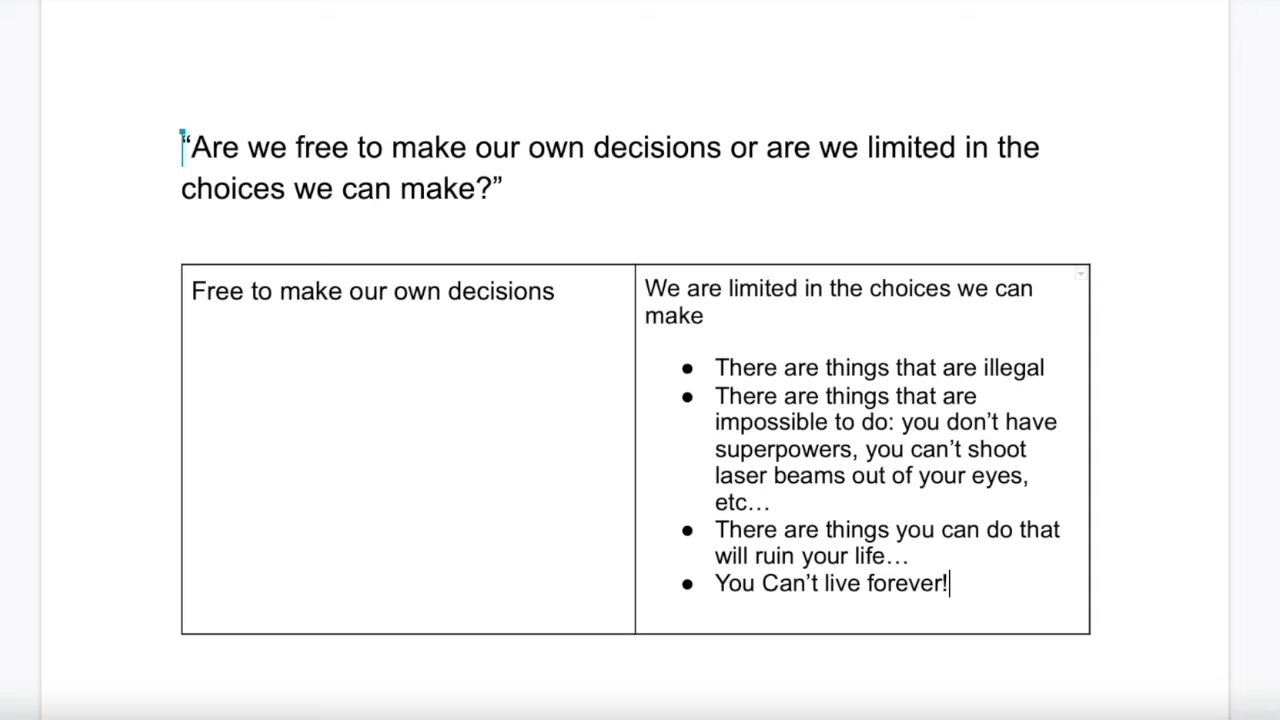 “Are we free to make our own decisions or are we limited in the
choices we can make?”
Free to make our own decisions
We are limited in the choices we can
make
● There are things that are illegal
● There are things that are
impossible to do: you don’t have
superpowers, you can’t shoot
laser beams out of your eyes,
etc…
● There are things you can do that
will ruin your life…
● You Can’t live forever!